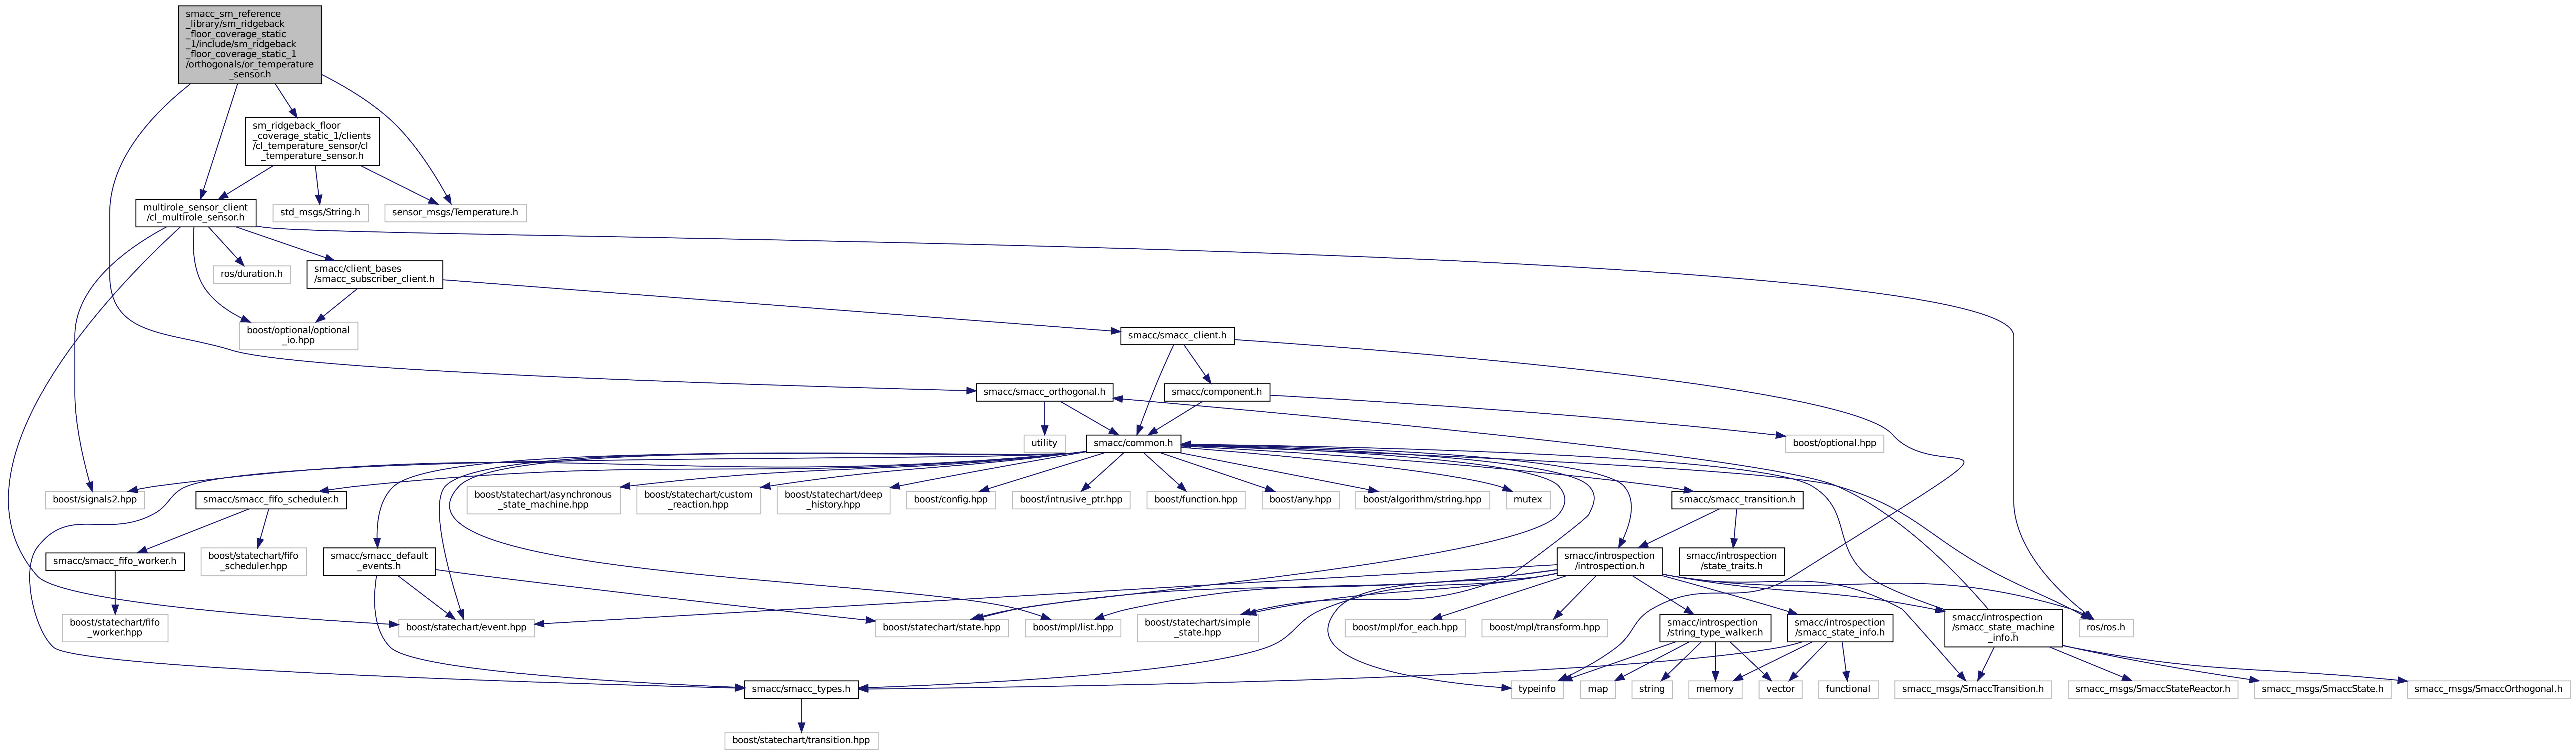 smacc_sm_reference
_library/sm_ridgeback
_floor_coverage_static
_1/include/sm_ridgeback
_floor_coverage_static_1
/orthogonals/or_temperature
_sensor.h
sm_ridgeback_floor
_coverage_static_1/clients
/cl_temperature_sensor/cl
_temperature_sensor.h
multirole_sensor_client
/cl_multirole_sensor.h
std_msgs/String.h
sensor_msgs/Temperature.h
ros/duration.h
smacc/client_bases
/smacc_subscriber_client.h
boost/optional/optional
_io.hpp
smacc/smacc_client.h
smacc/smacc_orthogonal.h
smacc/component.h
utility
smacc/common.h
boost/optional.hpp
boost/signals2.hpp
smacc/smacc_fifo_scheduler.h
boost/statechart/asynchronous
_state_machine.hpp
boost/statechart/custom
_reaction.hpp
boost/statechart/deep
_history.hpp
boost/config.hpp
boost/intrusive_ptr.hpp
boost/function.hpp
boost/any.hpp
boost/algorithm/string.hpp
mutex
smacc/smacc_transition.h
smacc/smacc_fifo_worker.h
boost/statechart/fifo
_scheduler.hpp
smacc/smacc_default
_events.h
smacc/introspection
/introspection.h
smacc/introspection
/state_traits.h
boost/statechart/fifo
_worker.hpp
boost/statechart/event.hpp
boost/statechart/state.hpp
boost/mpl/list.hpp
boost/statechart/simple
_state.hpp
boost/mpl/for_each.hpp
boost/mpl/transform.hpp
smacc/introspection
/string_type_walker.h
smacc/introspection
/smacc_state_info.h
smacc/introspection
/smacc_state_machine
_info.h
ros/ros.h
smacc/smacc_types.h
typeinfo
map
string
memory
vector
functional
smacc_msgs/SmaccTransition.h
smacc_msgs/SmaccStateReactor.h
smacc_msgs/SmaccState.h
smacc_msgs/SmaccOrthogonal.h
boost/statechart/transition.hpp